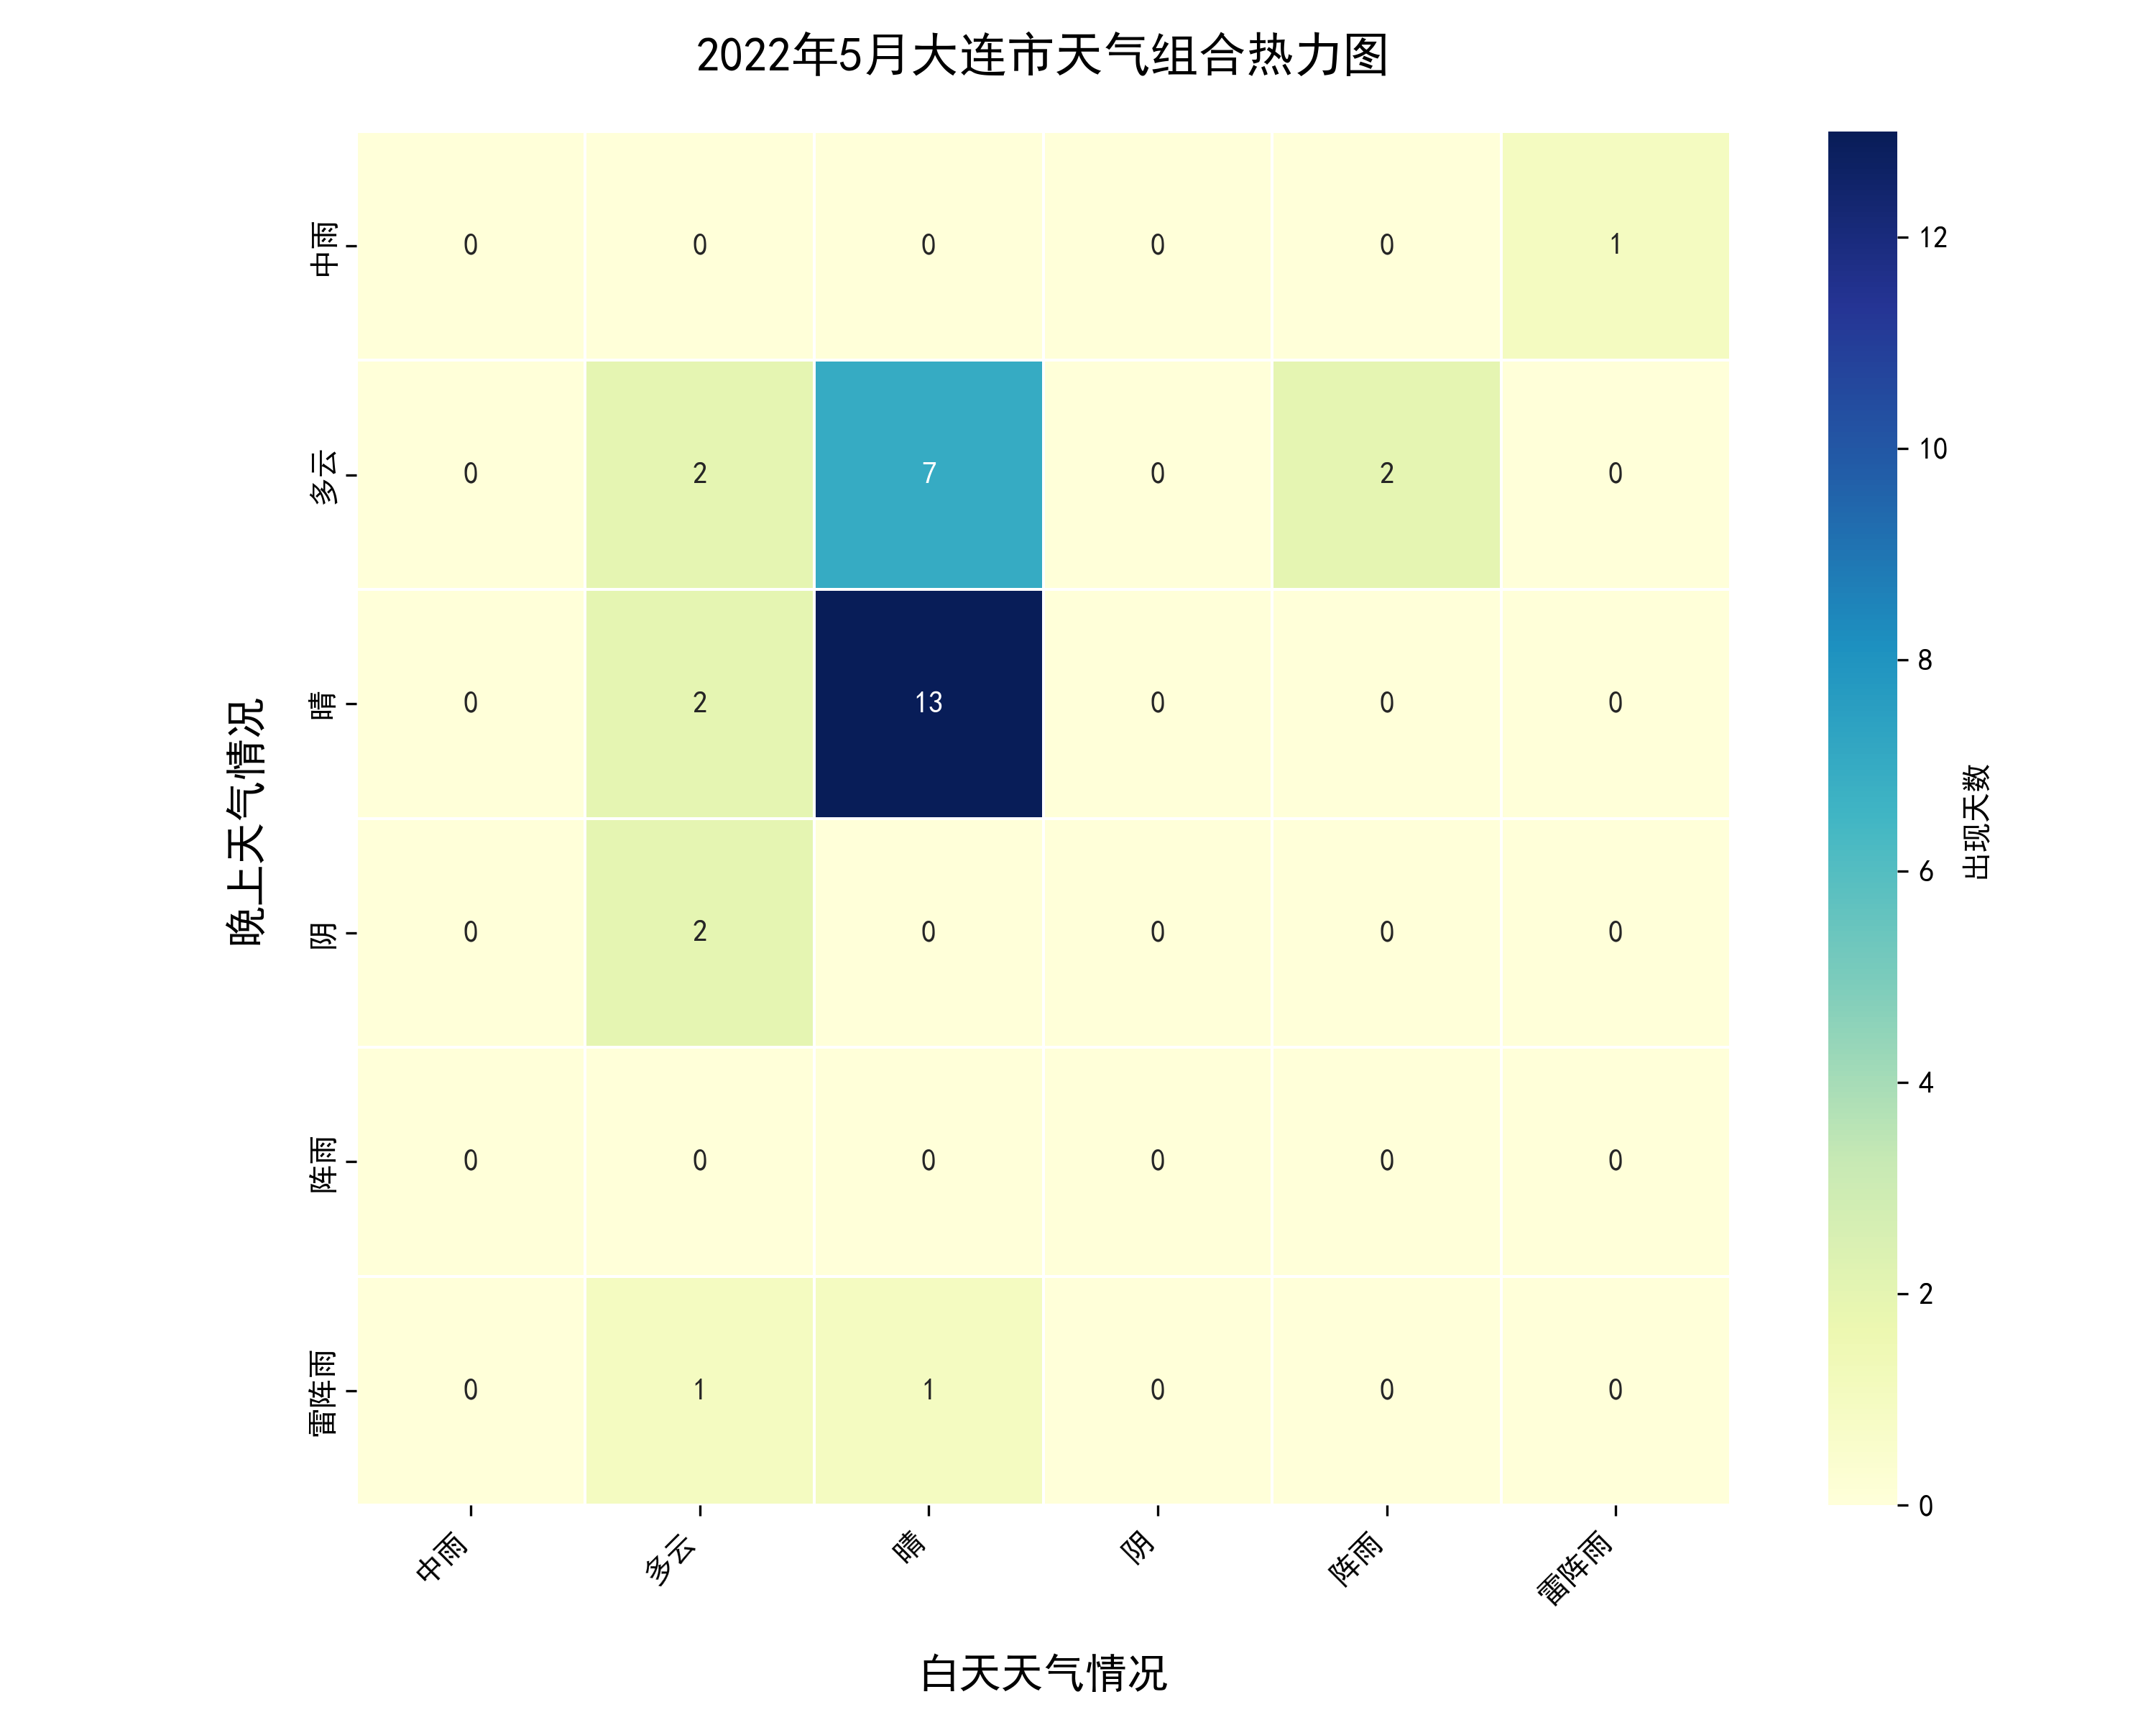 2022年5月大连市天气组合热力图
晚上天气情况
中雨 0 0 0 0 0 1
多云 0 2 7 0 2 0
晴 0 2 13 0 0 0
阴 0 2 0 0 0 0
阵雨 0 0 0 0 0 0
雷阵雨 0 1 1 0 0 0
中雨 多云 晴 阴 阵雨 雷阵雨
白天天气情况
12
10
8
6
4
2
0
出现天数